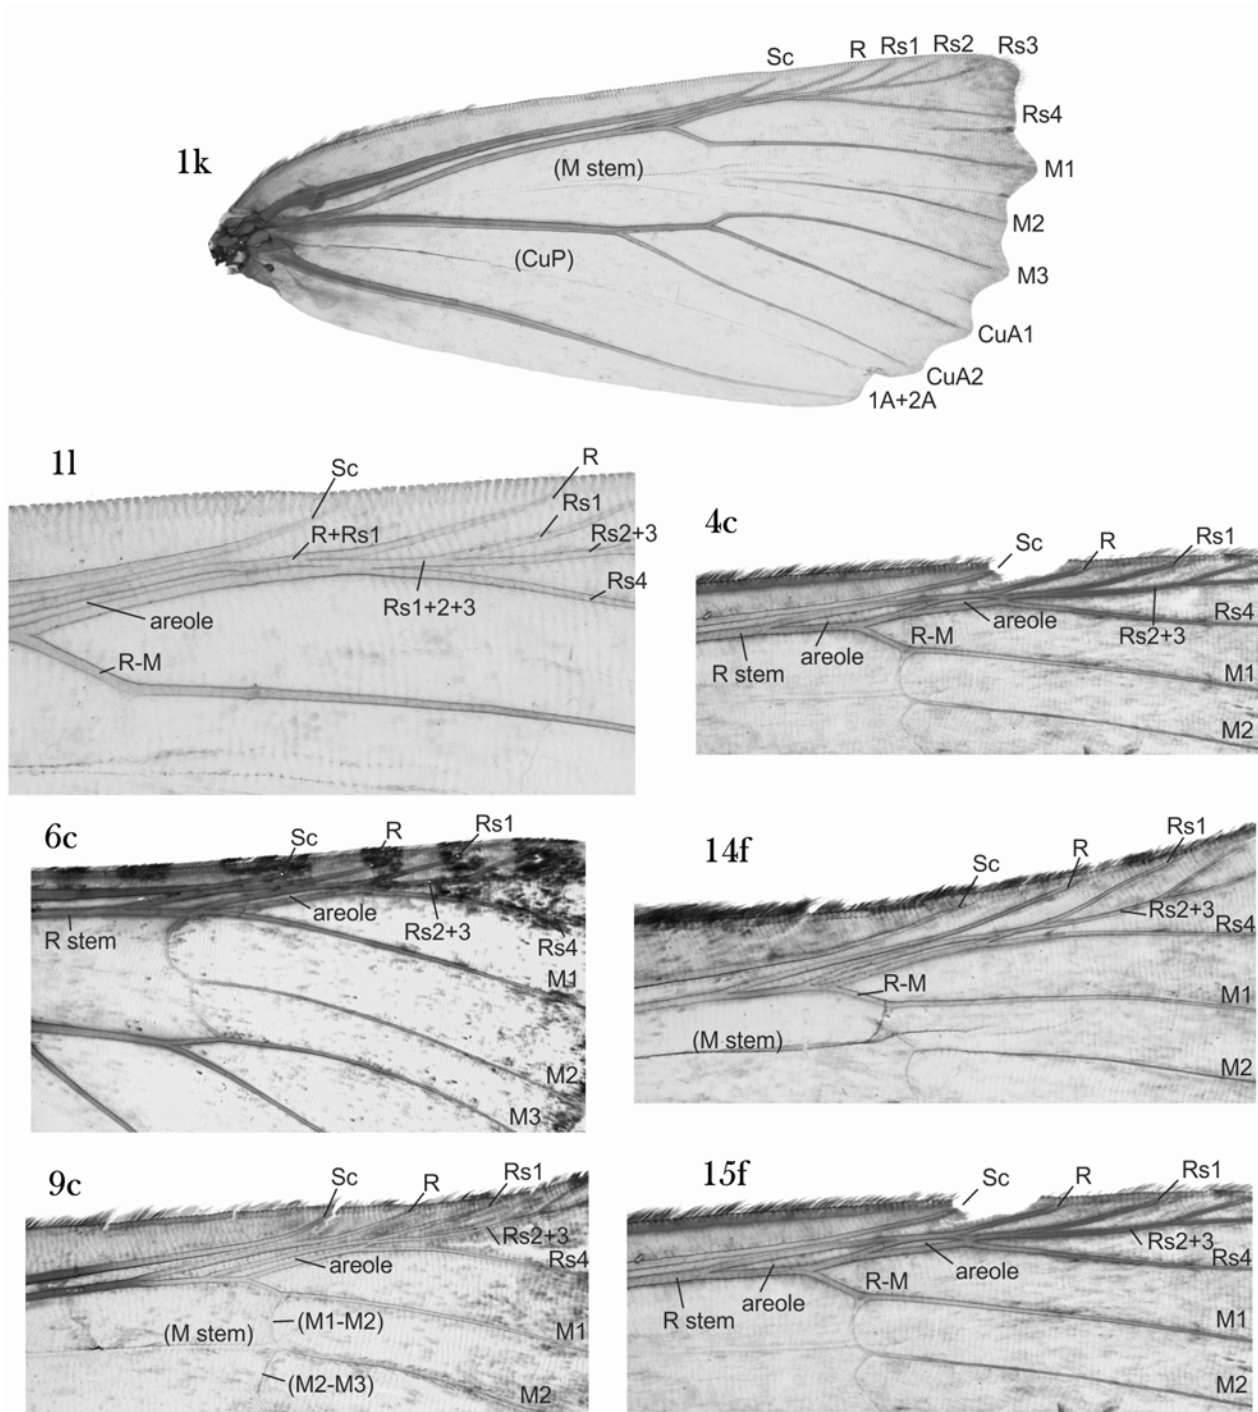 1k
Sc
R
Rs1
Rs2
Rs3
Rs4
M1
M2
M3
CuA1
CuA2
1A+2A
(M stem)
(CuP)
1l
Sc
R
Rs1
R+Rs1
Rs2+3
Rs4
Rs1+2+3
areole
R-M
4c
Sc
R
Rs1
Rs4
Rs2+3
areole
areole
R-M
R stem
M1
M2
6c
Sc
R
Rs1
areole
Rs2+3
R stem
Rs4
M1
M2
M3
14f
Sc
R
Rs1
Rs2+3
Rs4
R-M
M1
(M stem)
M2
9c
Sc
R
Rs1
Rs2+3
Rs4
areole
(M1-M2)
M1
(M stem)
(M2-M3)
M2
15f
Sc
R
Rs1
Rs2+3
Rs4
areole
R-M
areole
R stem
M1
M2